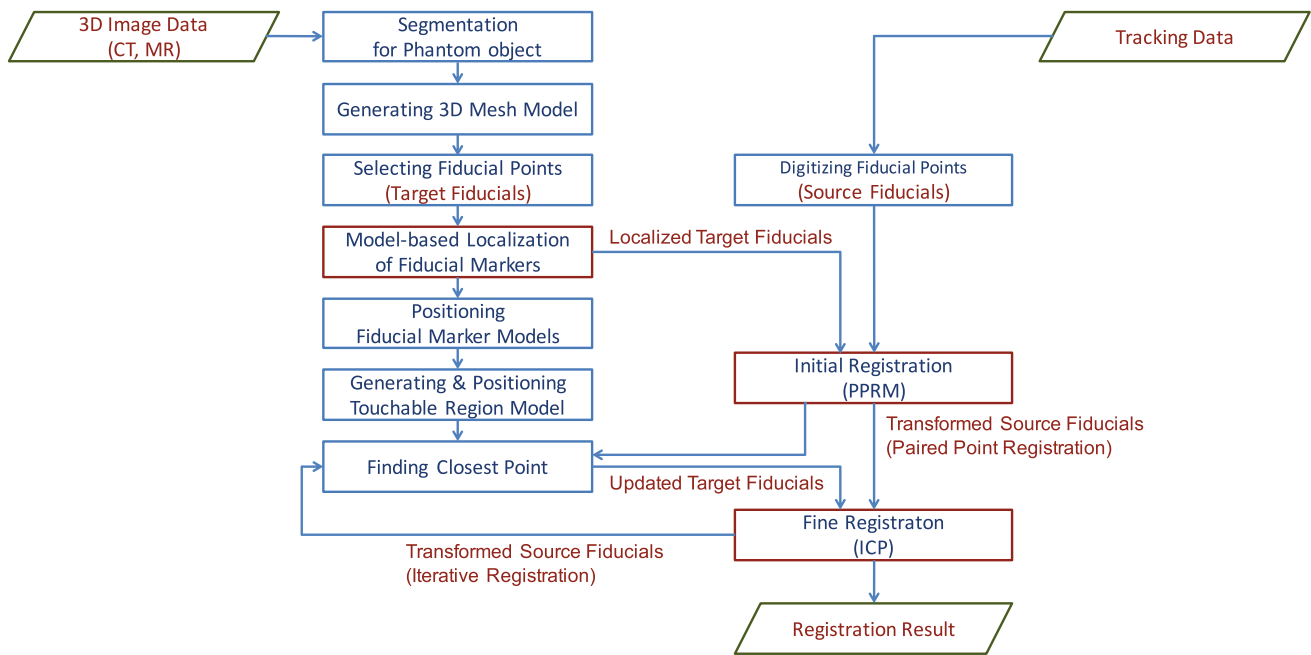 3D Image Data
(CT, MR)
Segmentation
for Phantom object
Tracking Data
Generating 3D Mesh Model
Selecting Fiducial Points
(Target Fiducials)
Digitizing Fiducial Points
(Source Fiducials)
Model-based Localization
of Fiducial Markers
Localized Target Fiducials
Positioning
Fiducial Marker Models
Initial Registration
(PPRM)
Generating & Positioning
Touchable Region Model
Transformed Source Fiducials
(Paired Point Registration)
Finding Closest Point
Updated Target Fiducials
Fine Registraton
(ICP)
Transformed Source Fiducials
(Iterative Registration)
Registration Result